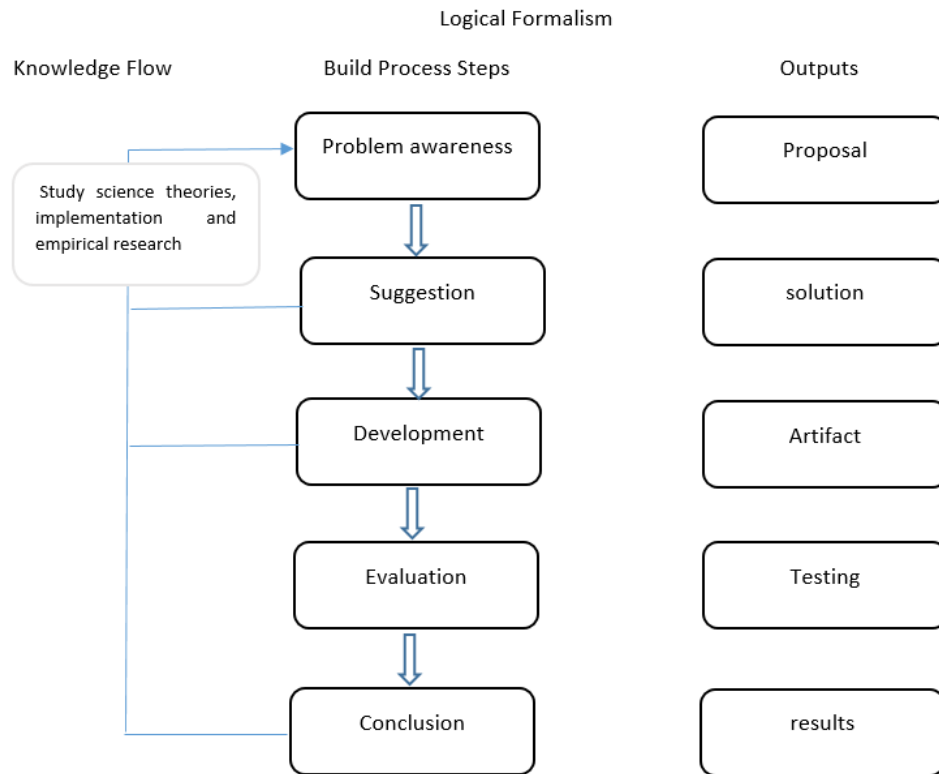 Logical Formalism
Knowledge Flow
Build Process Steps
Outputs
Problem awareness
Proposal
Study science theories,
implementation and
empirical research
Suggestion
solution
Development
Artifact
Evaluation
Testing
Conclusion
results